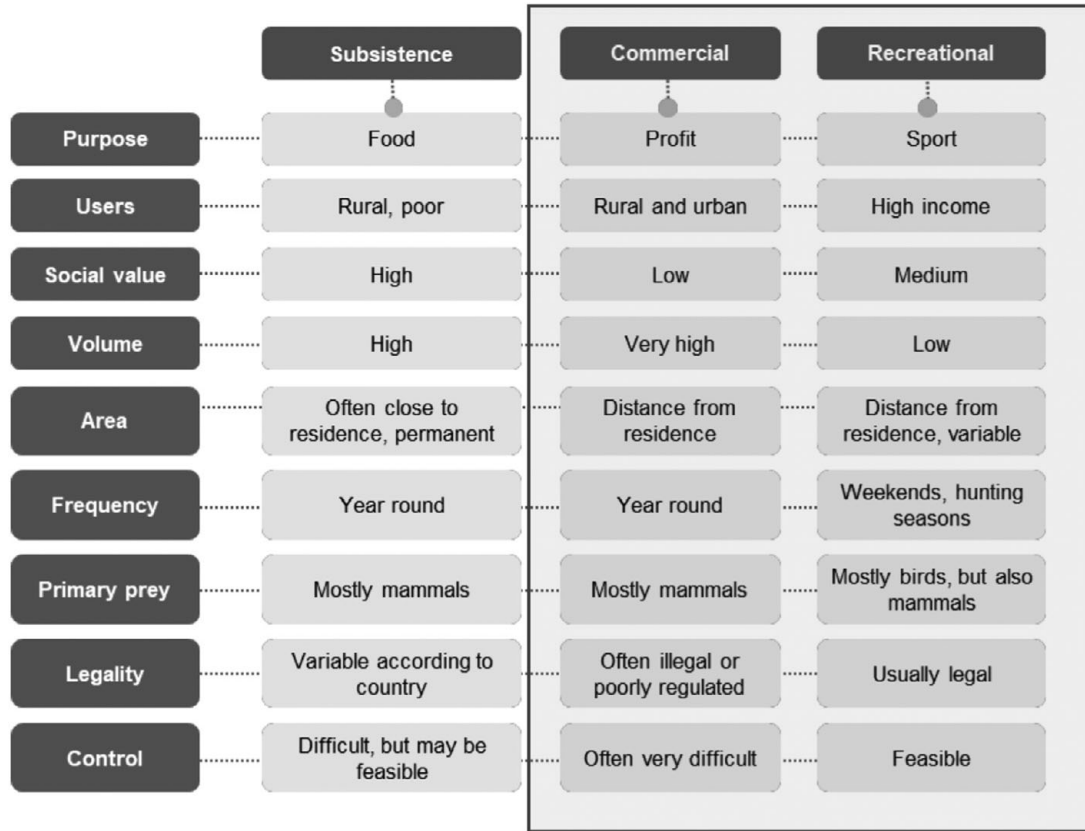 Subsistence Commercial Recreational
Purpose Food Profit Sport
Users Rural, poor Rural and urban High income
Social value High Low Medium
Volume High Very high Low
Area Often close to residence, permanent Distance from residence Distance from residence, variable
Frequency Year round Year round Weekends, hunting seasons
Primary prey Mostly mammals Mostly mammals Mostly birds, but also mammals
Legality Variable according to country Often illegal or poorly regulated Usually legal
Control Difficult, but may be feasible Often very difficult Feasible